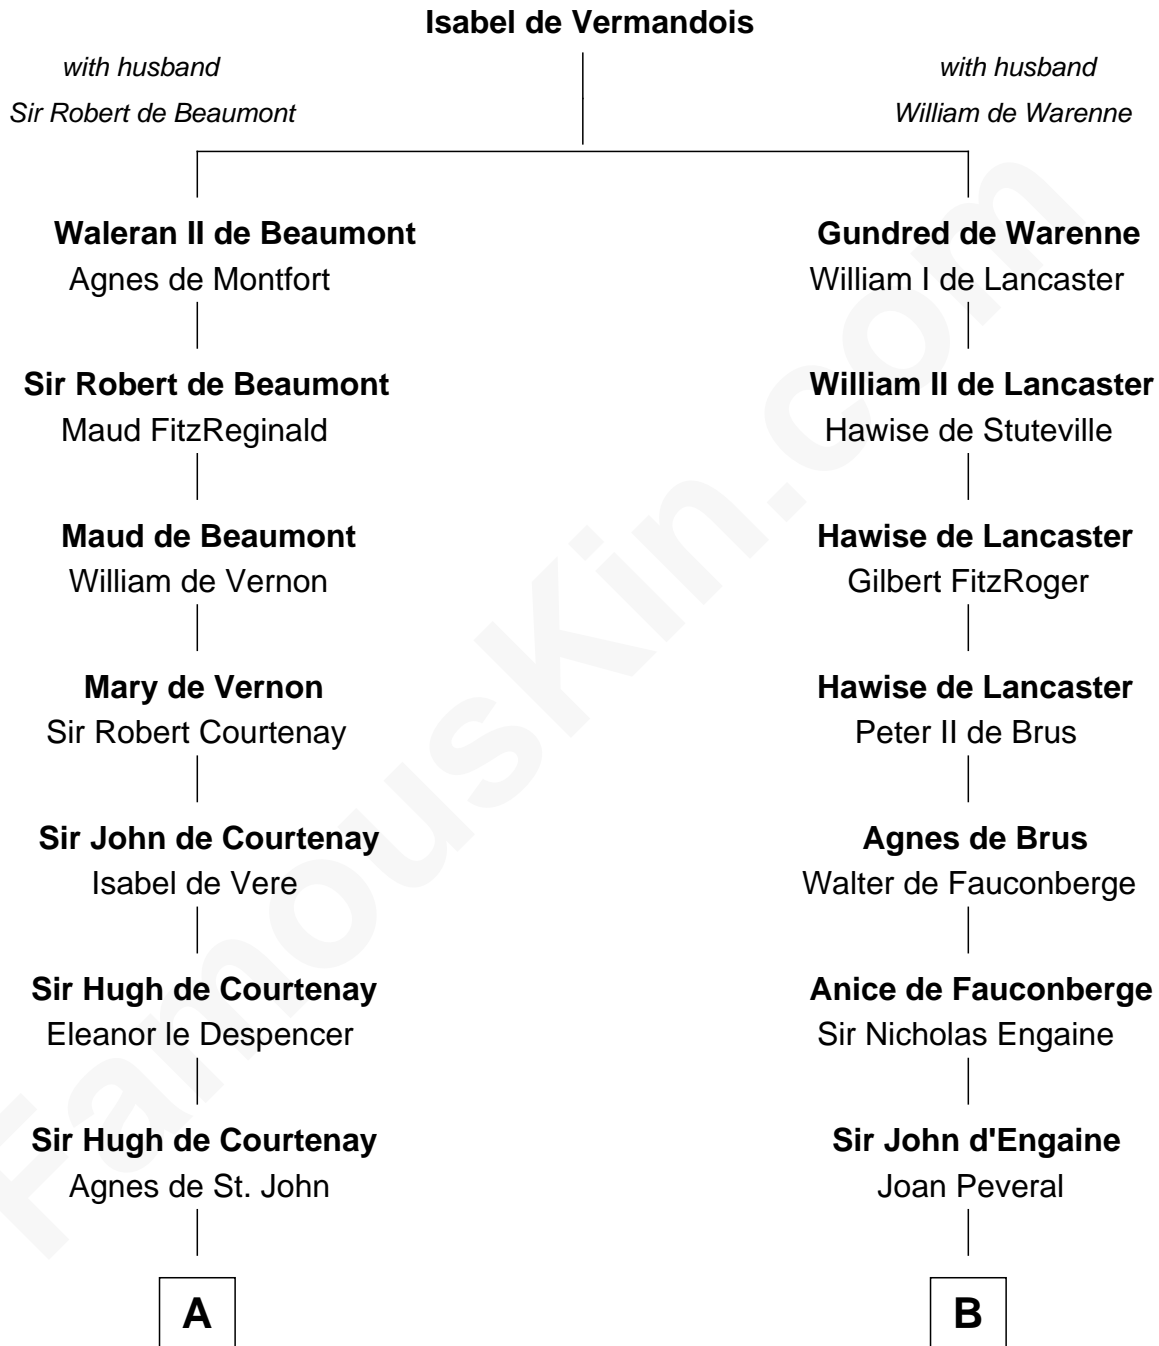 Isabel de Vermandois
with husband
Sir Robert de Beaumont
with husband
William de Warenne
Waleran II de Beaumont
Agnes de Montfort
Gundred de Warenne
William I de Lancaster
Sir Robert de Beaumont
Maud FitzReginald
William II de Lancaster
Hawise de Stuteville
Maud de Beaumont
William de Vernon
Hawise de Lancaster
Gilbert FitzRoger
Mary de Vernon
Sir Robert Courtenay
Hawise de Lancaster
Peter II de Brus
Sir John de Courtenay
Isabel de Vere
Agnes de Brus
Walter de Fauconberge
Sir Hugh de Courtenay
Eleanor le Despencer
Anice de Fauconberge
Sir Nicholas Engaine
Sir Hugh de Courtenay
Agnes de St. John
Sir John d'Engaine
Joan Peveral
A
B
FamousKin.com